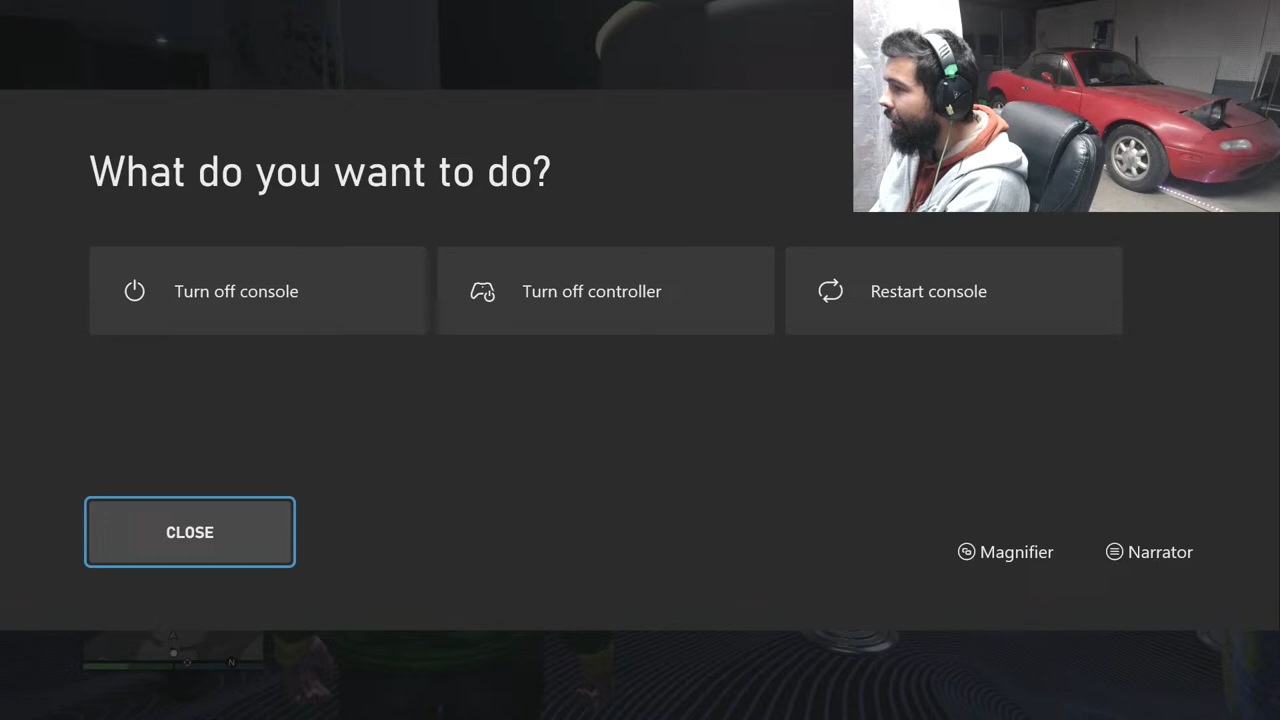 What do you want to do?
Turn off console
Turn off controller
Restart console
CLOSE
Magnifier
Narrator
A
N